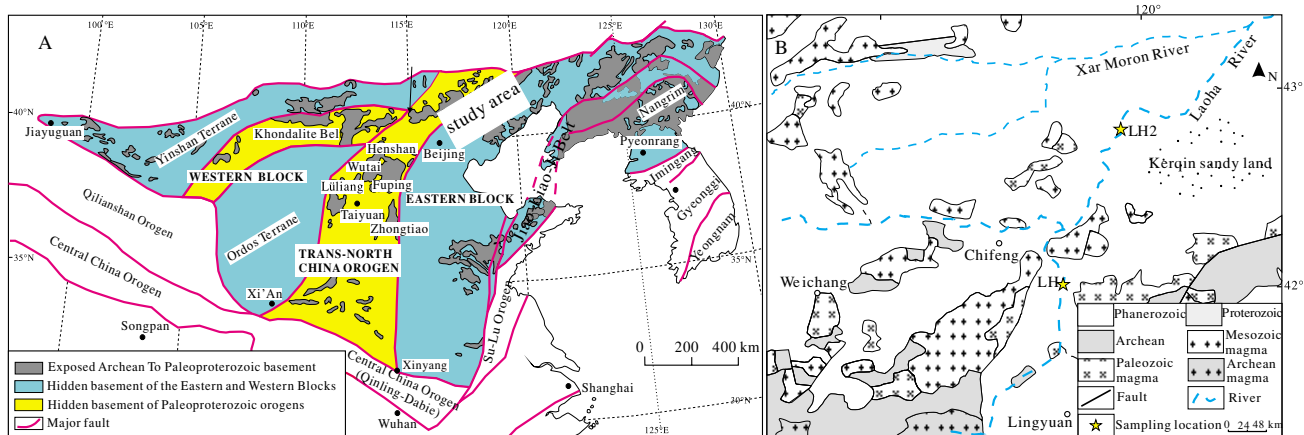 A
100°E
105°E
110°E
115°E
120°E
125°E
130°E
40°N
Jiayuguan
Yinshan Terrane
Khondalite Bel
Henshan
Wutai
Beijing
study area
Nangrim
40°N
Pyeonrang
Imingang
WESTERN BLOCK
Lüliang
Fuping
EASTERN BLOCK
Jiao-Liao-Ji Belt
Gyeonggi
Yeongnam
Qilianshan Orogen
Taiyuan
Zhongtiao
Ordos Terrane
TRANS-NORTH
CHINA OROGEN
35°N
35°N
Central China Orogen
Xi'An
Songpan
Su-Lu Orogen
0 200 400 km
Xinyang
Central China Orogen
(Qinling-Dabie)
Shanghai
Wuhan
30°N
125°E
Exposed Archean To Paleoproterozoic basement
Hidden basement of the Eastern and Western Blocks
Hidden basement of Paleoproterozoic orogens
Major fault
B
120°
Xar Moron River
N
43°
Laoha
River
LH2
Kerqin sandy land
Chifeng
Weichang
LH1
42°
Phanerozoic
Proterozoic
Archean
Mesozoic
magma
Paleozoic
magma
Archean
magma
Fault
River
Lingyuan
Sampling location
0 24 48 km